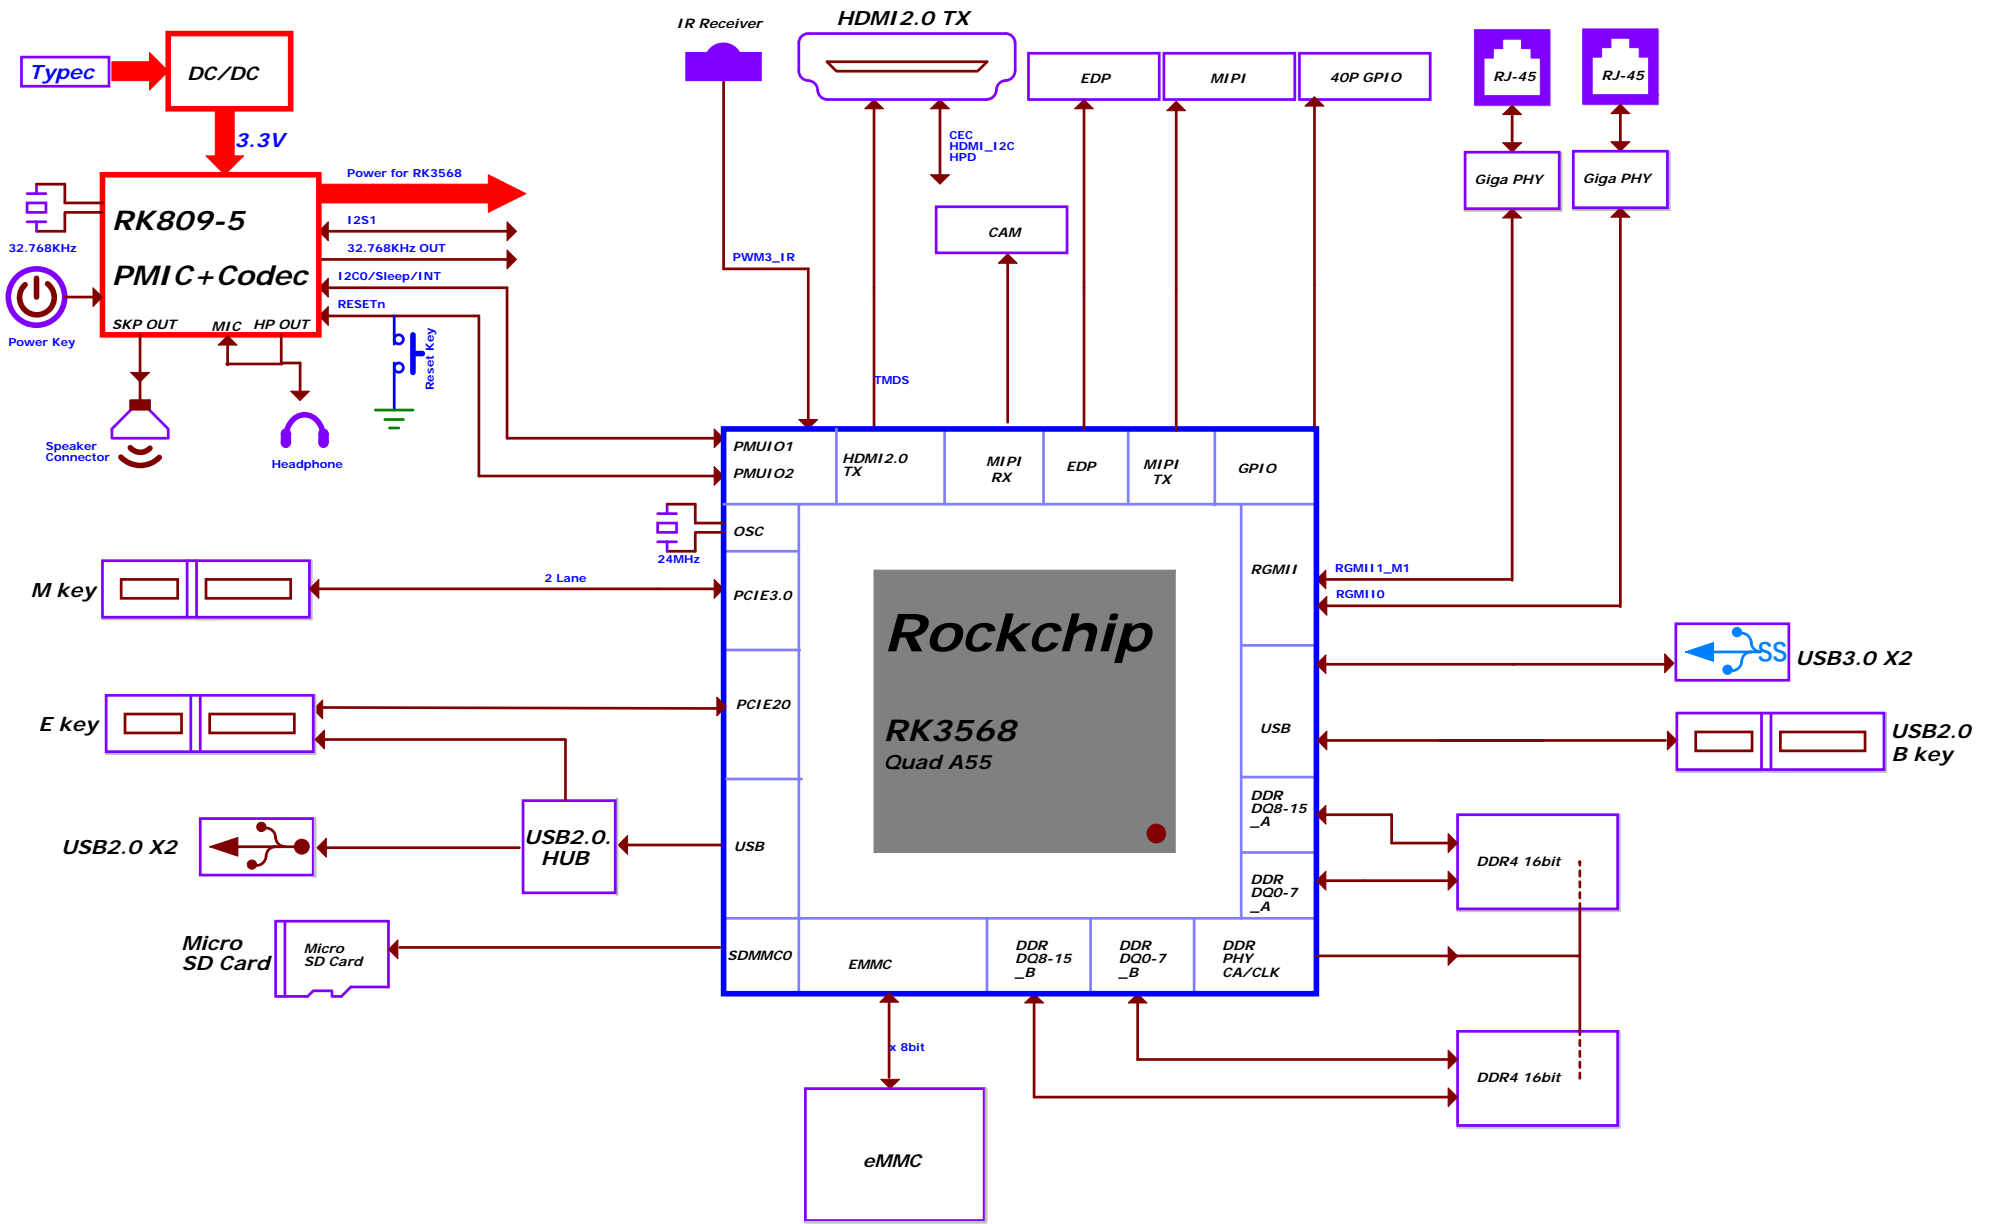 IR Receiver
HDMI2.0 TX
Typec
DC/DC
EDP
MIPI
40P GPIO
RJ-45
RJ-45
3.3V
CEC
HDMI_I2C
HPD
Power for RK3568
Giga PHY
Giga PHY
RK809-5
PMIC+Codec
I2S1
32.768KHz OUT
I2C0/Sleep/INT
RESETn
32.768KHz
CAM
PWM3_IR
SKP OUT
MIC
HP OUT
Power Key
Reset Key
TMDS
Speaker
Connector
Headphone
PMUIO1
PMUIO2
HDMI2.0
TX
MIPI
RX
EDP
MIPI
TX
GPIO
OSC
24MHz
M key
2 Lane
PCIE3.0
RGMII
RGMII1_M1
RGMII0
Rockchip
RK3568
Quad A55
USB3.0 X2
E key
PCIE20
USB
USB2.0
B key
DDR
DQ8-15
_A
USB2.0 X2
USB2.0.
HUB
USB
DDR4 16bit
DDR
DQ0-7
_A
Micro
SD Card
Micro
SD Card
SDMMC0
EMMC
DDR
DQ8-15
_B
DDR
DQ0-7
_B
DDR
PHY
CA/CLK
x 8bit
DDR4 16bit
eMMC
SS